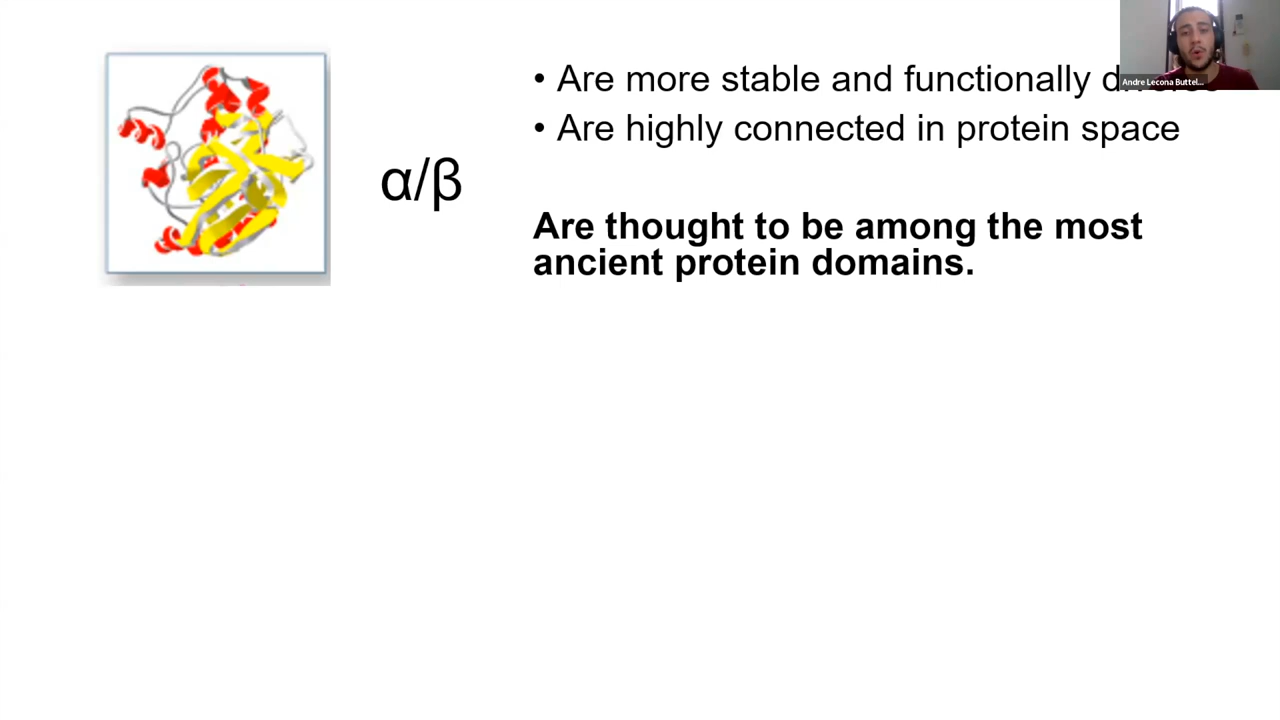 • Are more stable and functionally
• Are highly connected in protein space
α/β
Are thought to be among the most
ancient protein domains.
Andre Lecona Buttel...